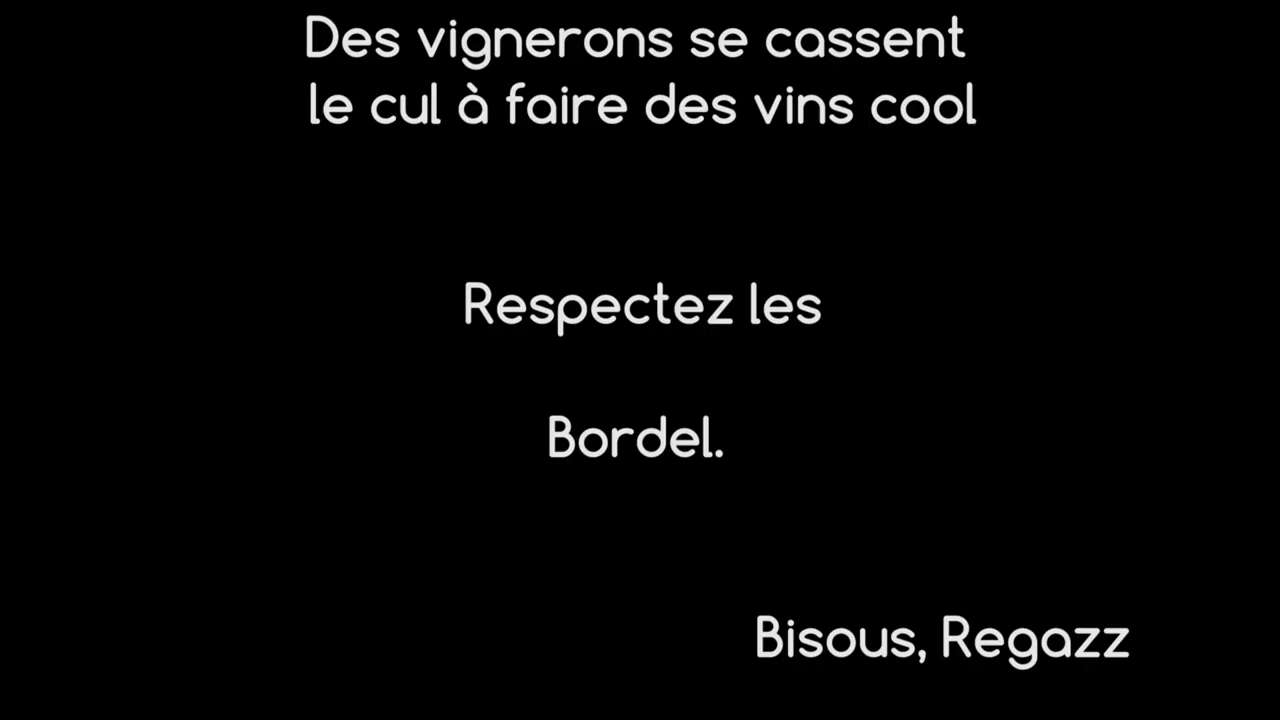 Des vignerons se cassent
le cul à faire des vins cool
Respectez les
Bordel.
Bisous, Regazz